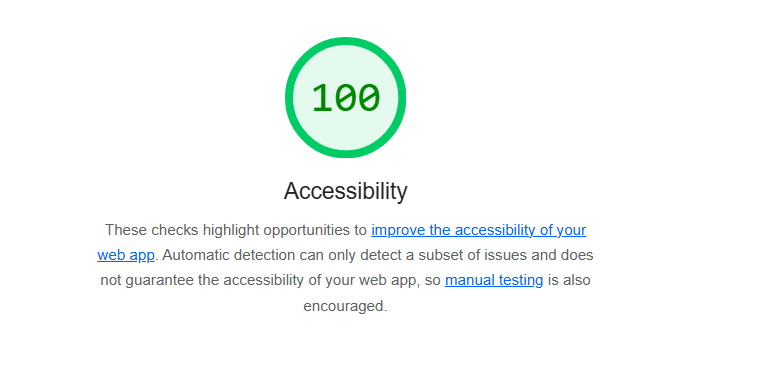 100
Accessibility
These checks highlight opportunities to improve the accessibility of your
web app. Automatic detection can only detect a subset of issues and does
not guarantee the accessibility of your web app, so manual testing is also
encouraged.